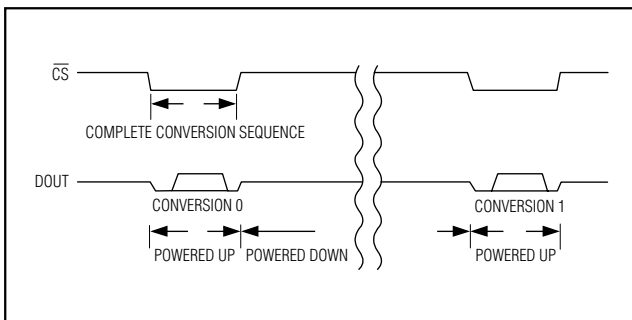 CS
COMPLETE CONVERSION SEQUENCE
DOUT
CONVERSION 0
CONVERSION 1
POWERED UP
POWERED DOWN
POWERED UP